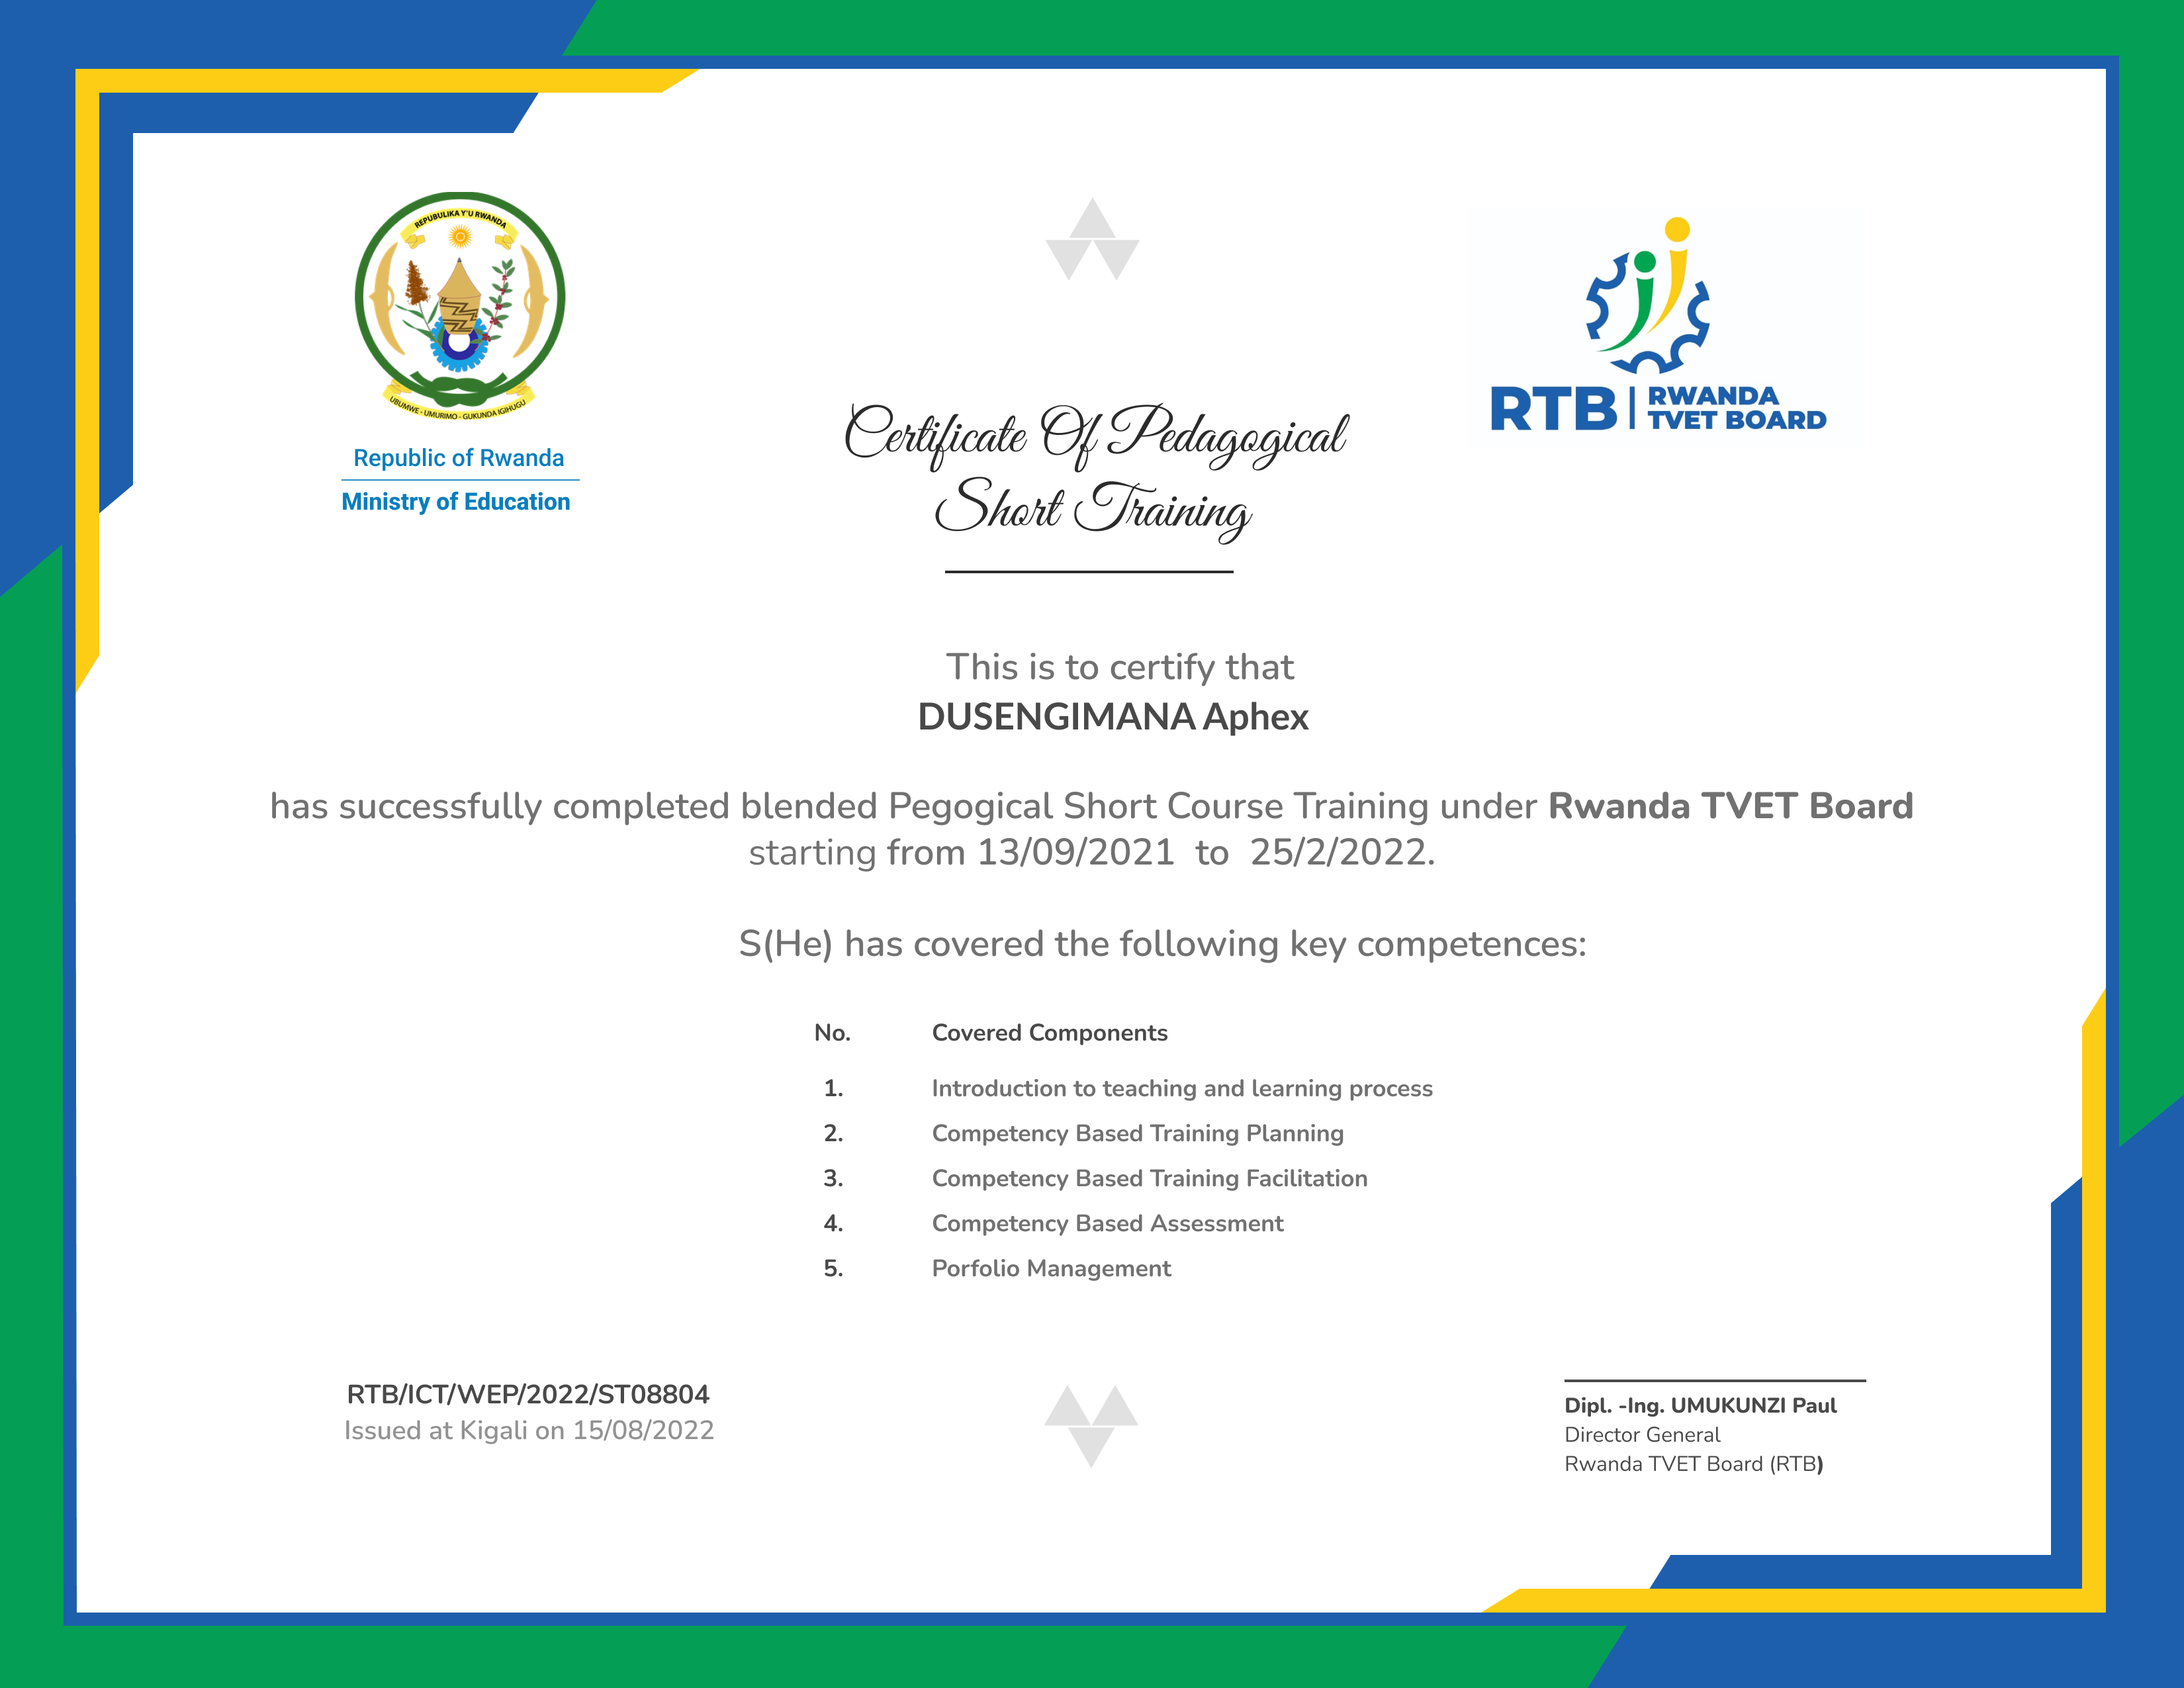 REPUBULIKA Y'U RWANDA
UBUMWE - UMURIMO - GUKUNDA IGIHUGU
Republic of Rwanda
Ministry of Education
RTB
RWANDA
TVET BOARD
Certificate Of Pedagogical
Short Training
This is to certify that
DUSENGIMANA Aphex
has successfully completed blended Pegogical Short Course Training under Rwanda TVET Board
starting from 13/09/2021 to 25/2/2022.
S(He) has covered the following key competences:
No. Covered Components
1. Introduction to teaching and learning process
2. Competency Based Training Planning
3. Competency Based Training Facilitation
4. Competency Based Assessment
5. Porfolio Management
RTB/ICT/WEP/2022/ST08804
Issued at Kigali on 15/08/2022
Dipl. -Ing. UMUKUNZI Paul
Director General
Rwanda TVET Board (RTB)